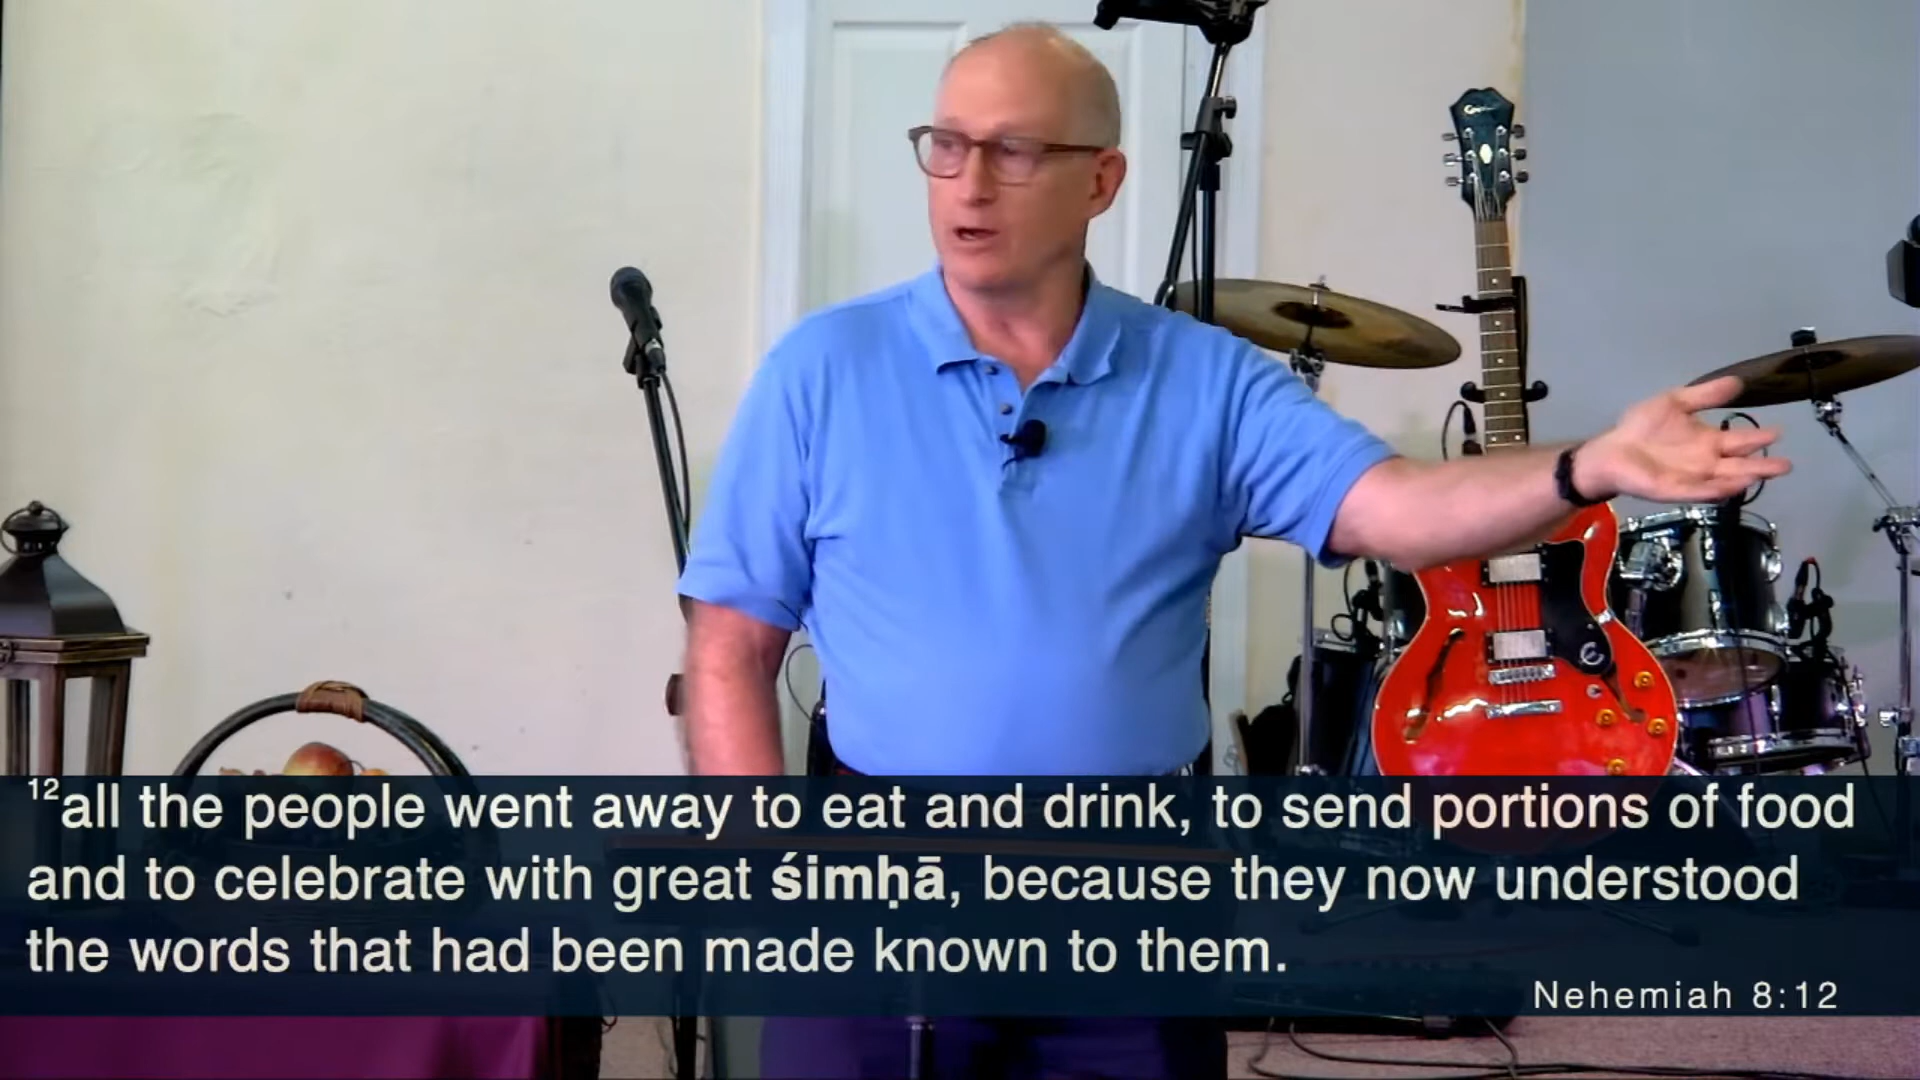 ¹²all the people went away to eat and drink, to send portions of food
and to celebrate with great śimḥā, because they now understood
the words that had been made known to them.
Nehemiah 8:12